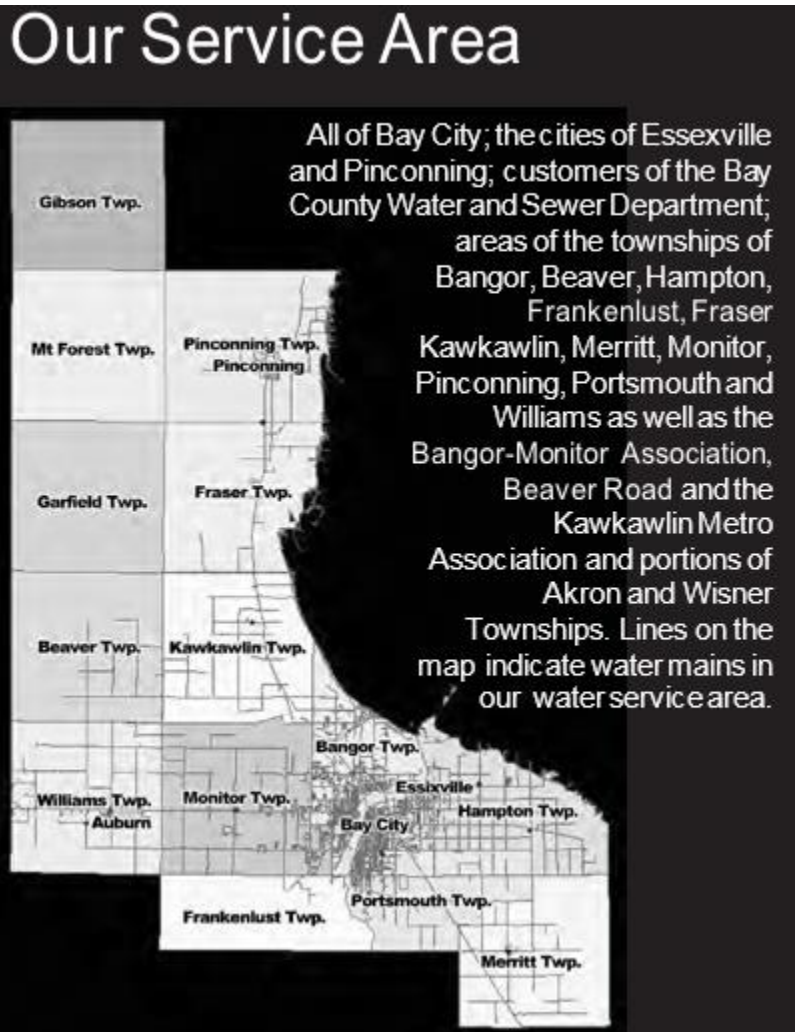 Our Service Area
All of Bay City; the cities of Essexville
and Pinconning; customers of the Bay
County Water and Sewer Department;
areas of the townships of
Bangor, Beaver, Hampton,
Frankenlust, Fraser
Kawkawlin, Merritt, Monitor,
Pinconning, Portsmouth and
Williams as well as the
Bangor-Monitor Association,
Beaver Road and the
Kawkawlin Metro
Association and portions of
Akron and Wisner
Townships. Lines on the
map indicate water mains in
our water service area.
Gibson Twp.
Mt Forest Twp.
Pinconning Twp.
Pinconning
Garfield Twp.
Fraser Twp.
Beaver Twp.
Kawkawlin Twp.
Bangor Twp.
Essixville
Williams Twp.
Auburn
Monitor Twp.
Bay City
Hampton Twp.
Portsmouth Twp.
Frankenlust Twp.
Merritt Twp.